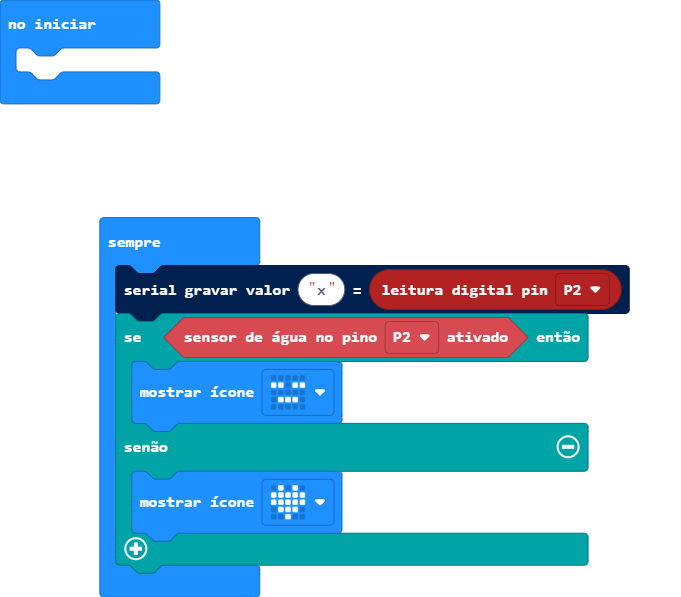 no iniciar
sempre
serial gravar valor "x" = leitura digital pin P2
se sensor de água no pino P2 ativado então
mostrar ícone
senão
mostrar ícone